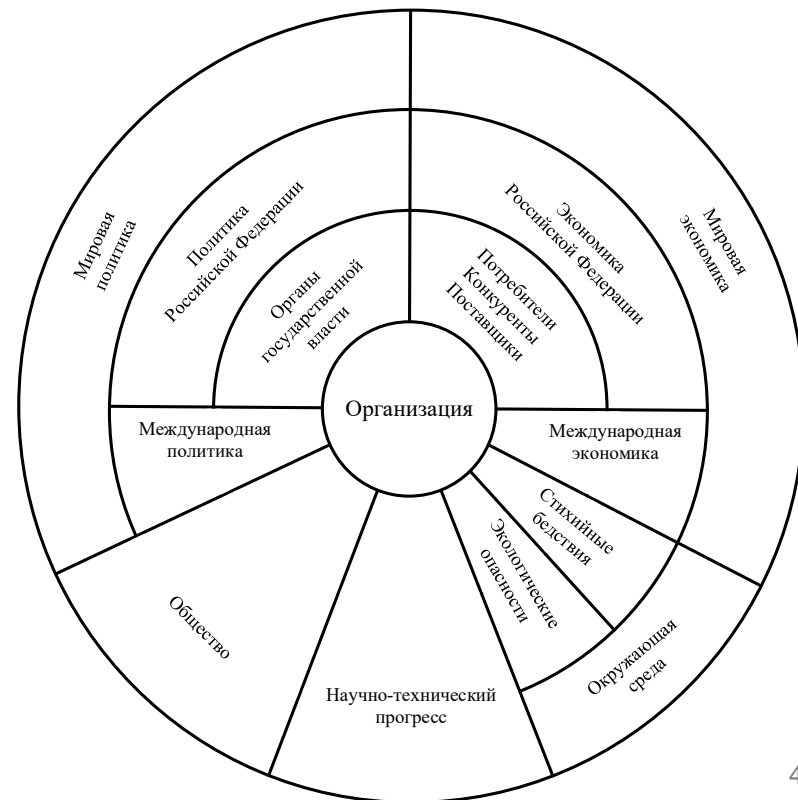 Мировая
политика
Политика
Российской Федерации
Органы
государственной
власти
Потребители
Конкуренты
Поставщики
Экономика
Российской Федерации
Мировая
экономика
Организация
Международная
политика
Международная
экономика
Стихийные
бедствия
Экологические
опасности
Окружающая
среда
Общество
Научно-технический
прогресс
4